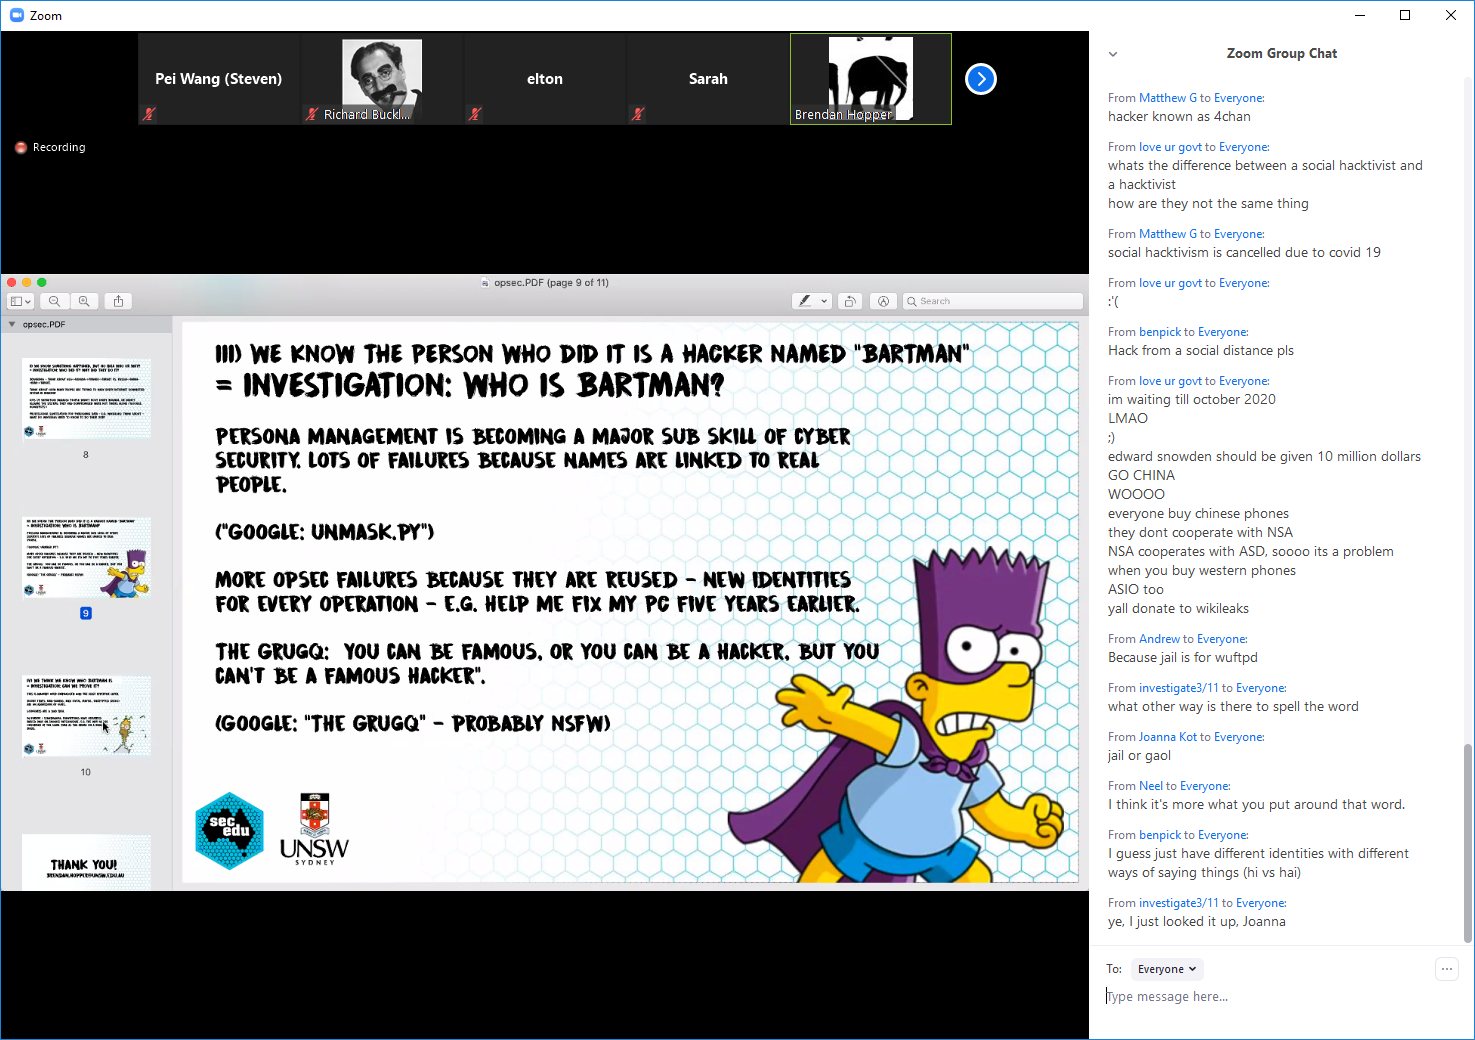 Zoom
Pei Wang (Steven)
Richard Buckl...
elton
Sarah
Brendan Hopper
Recording
opsec.PDF (page 9 of 11)
Search
opsec.PDF
8
9
10
THANK YOU!
BRENDAN.HOPPER@UNSW.EDU.AU
III) WE KNOW THE PERSON WHO DID IT IS A HACKER NAMED "BARTMAN"
= INVESTIGATION: WHO IS BARTMAN?
PERSONA MANAGEMENT IS BECOMING A MAJOR SUB SKILL OF CYBER
SECURITY. LOTS OF FAILURES BECAUSE NAMES ARE LINKED TO REAL
PEOPLE.
("GOOGLE: UNMASK.PY")
MORE OPSEC FAILURES BECAUSE THEY ARE REUSED - NEW IDENTITIES
FOR EVERY OPERATION - E.G. HELP ME FIX MY PC FIVE YEARS EARLIER.
THE GRUGQ: YOU CAN BE FAMOUS, OR YOU CAN BE A HACKER, BUT YOU
CAN'T BE A FAMOUS HACKER".
(GOOGLE: "THE GRUGQ" - PROBABLY NSFW)
sec
edu
UNSW
SYDNEY
Zoom Group Chat
From Matthew G to Everyone:
hacker known as 4chan
From love ur govt to Everyone:
whats the difference between a social hacktivist and
a hacktivist
how are they not the same thing
From Matthew G to Everyone:
social hacktivism is cancelled due to covid 19
From love ur govt to Everyone:
:'(
From benpick to Everyone:
Hack from a social distance pls
From love ur govt to Everyone:
im waiting till october 2020
LMAO
;)
edward snowden should be given 10 million dollars
GO CHINA
WOOOO
everyone buy chinese phones
they dont cooperate with NSA
NSA cooperates with ASD, soooo its a problem
when you buy western phones
ASIO too
yall donate to wikileaks
From Andrew to Everyone:
Because jail is for wuftpd
From investigate3/11 to Everyone:
what other way is there to spell the word
From Joanna Kot to Everyone:
jail or gaol
From Neel to Everyone:
I think it's more what you put around that word.
From benpick to Everyone:
I guess just have different identities with different
ways of saying things (hi vs hai)
From investigate3/11 to Everyone:
ye, I just looked it up, Joanna
To: Everyone
Type message here...